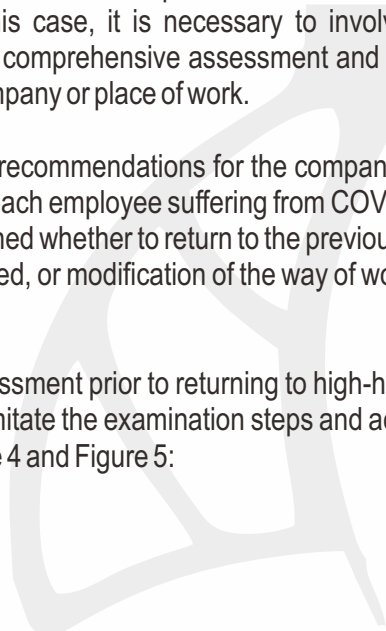 his case, it is necessary to involv
comprehensive assessment and
mpany or place of work.
recommendations for the compan
ach employee suffering from COV
ned whether to return to the previou
ed, or modification of the way of wo
ssment prior to returning to high-h
nitate the examination steps and ad
e 4 and Figure 5: